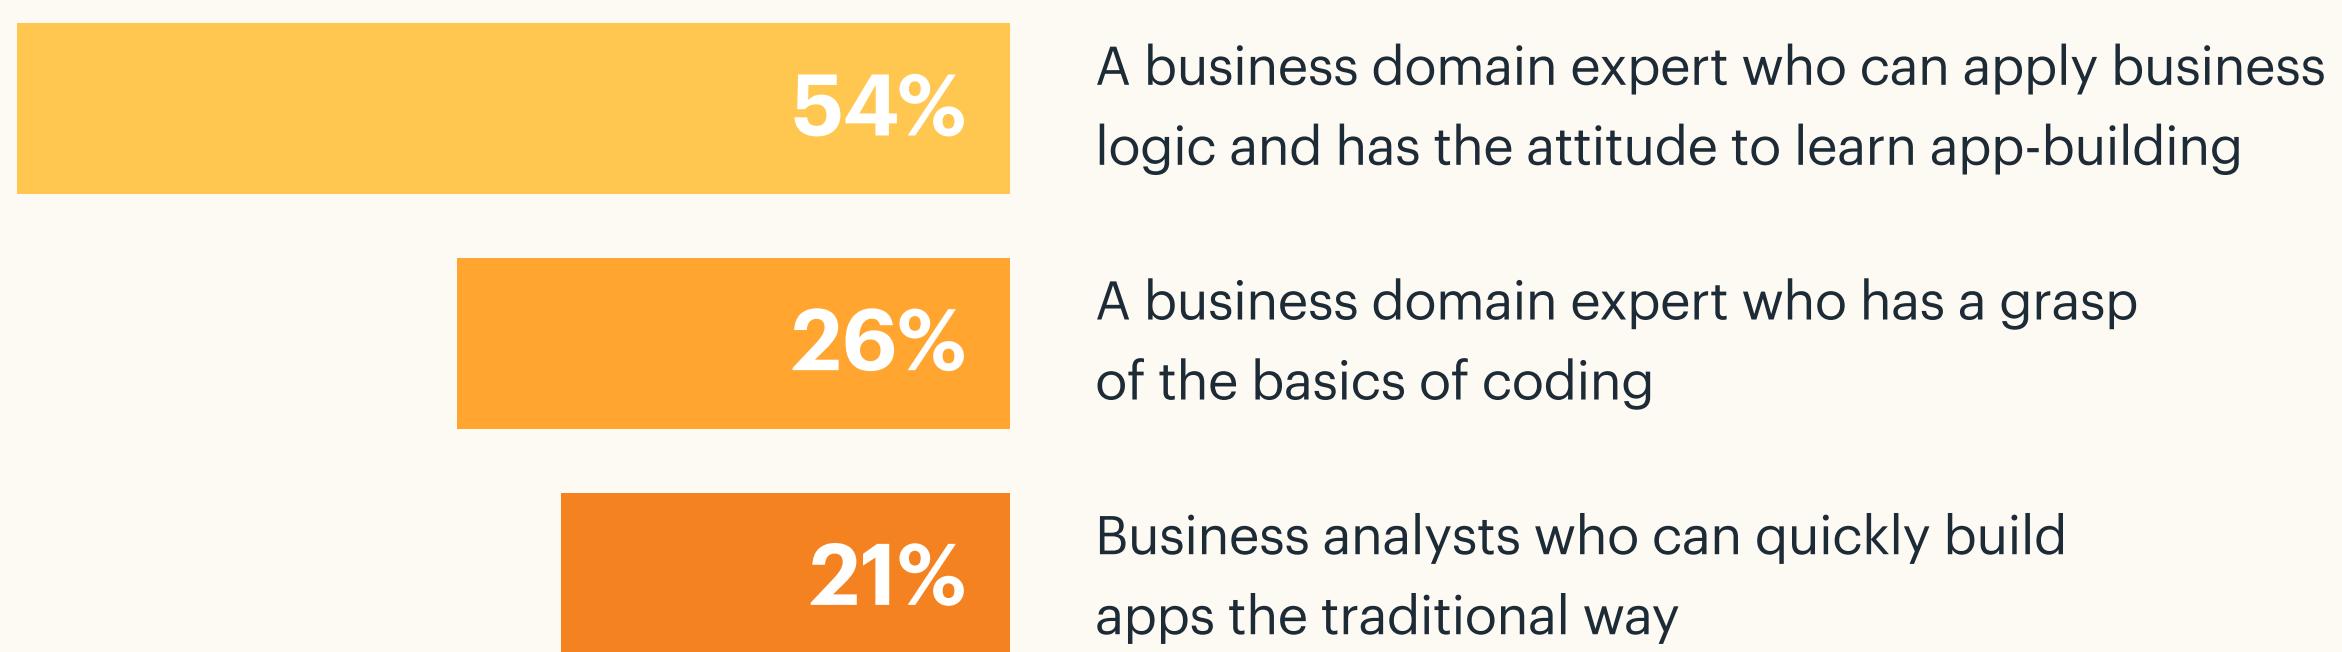 54%
A business domain expert who can apply business
logic and has the attitude to learn app-building
26%
A business domain expert who has a grasp
of the basics of coding
21%
Business analysts who can quickly build
apps the traditional way